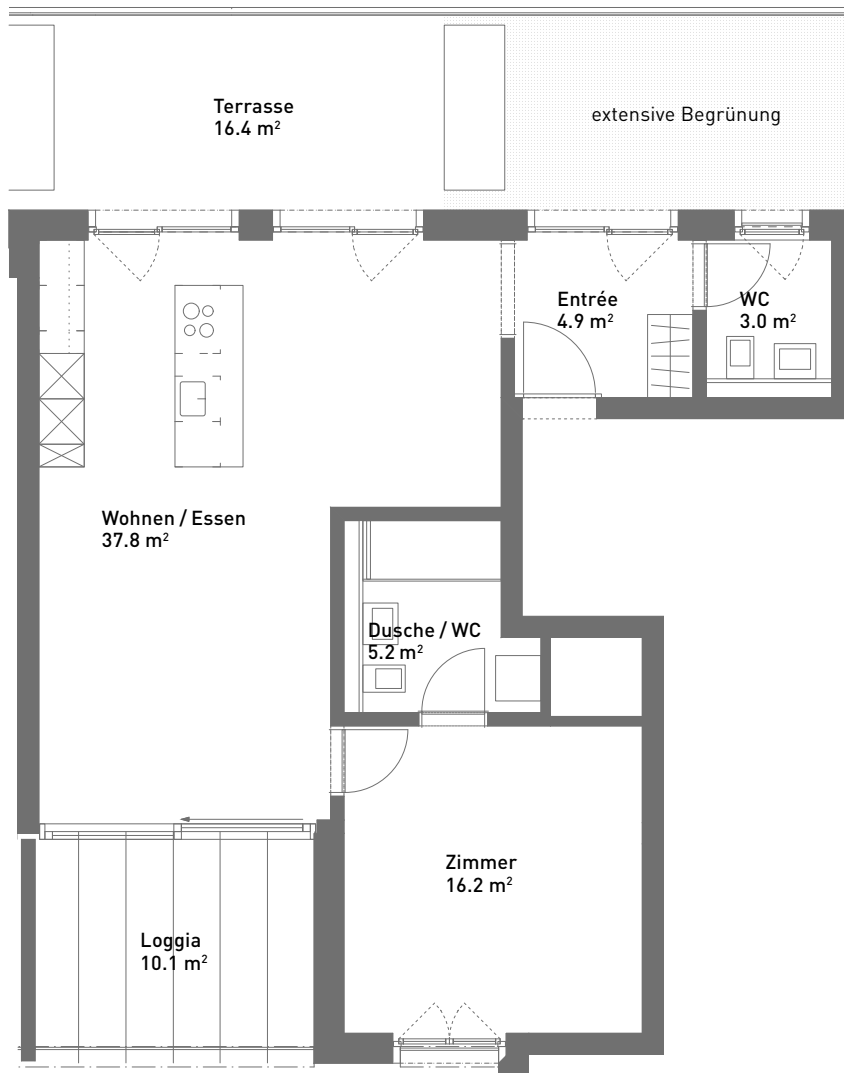 Terrasse
16.4 m²
extensive Begrünung
Entrée
4.9 m²
WC
3.0 m²
Wohnen / Essen
37.8 m²
Dusche / WC
5.2 m²
Zimmer
16.2 m²
Loggia
10.1 m²